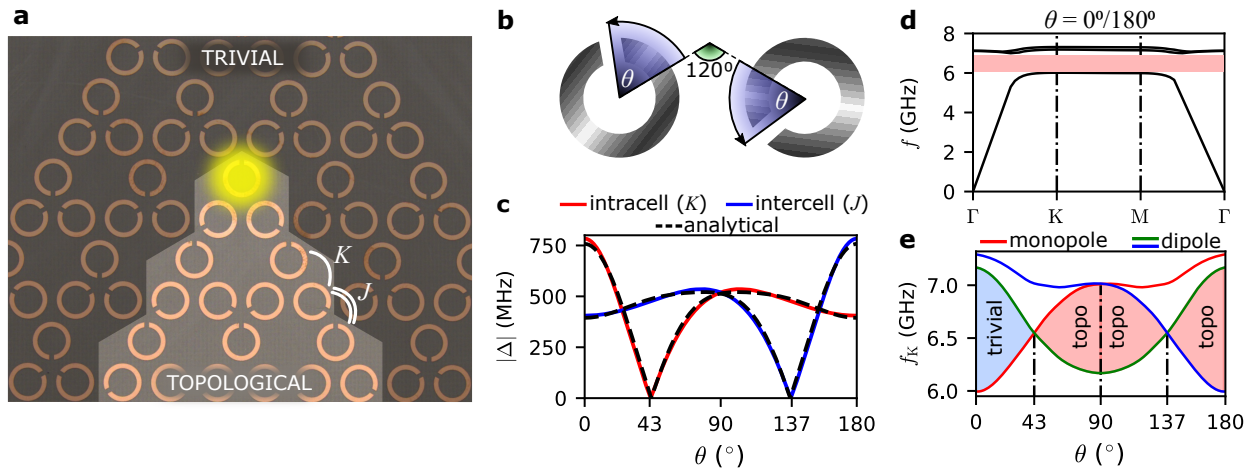 a
TRIVIAL
K
J
TOPOLOGICAL
b
θ
120º
θ
c
intracell (K)
intercell (J)
analytical
|Δ| (MHz)
750
500
250
0
0
43
90
137
180
θ (°)
d
θ = 0º/180º
f (GHz)
8
6
4
2
0
Γ
K
M
Γ
e
monopole
dipole
f_K (GHz)
7.0
6.5
6.0
trivial
topo
topo
topo
0
43
90
137
180
θ (°)